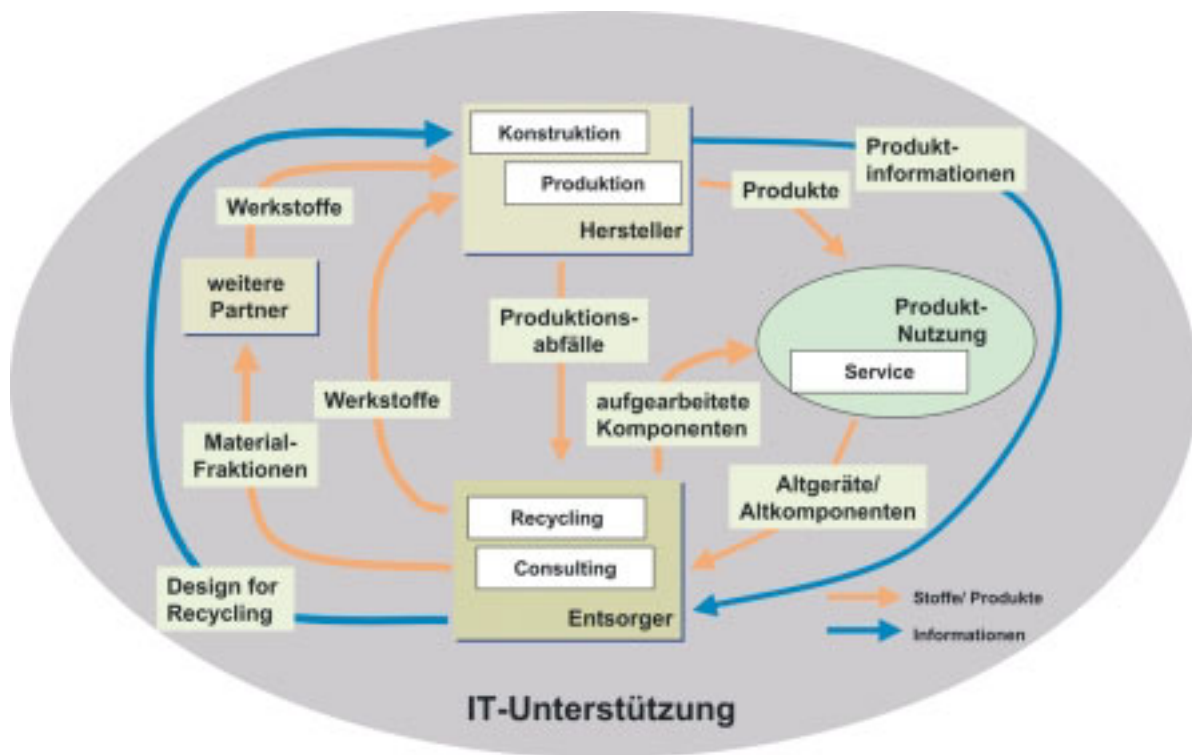 Konstruktion
Produktion
Hersteller
Produkt-
informationen
Produkte
Werkstoffe
weitere
Partner
Produktions-
abfälle
Produkt-
Nutzung
Service
Werkstoffe
aufgearbeitete
Komponenten
Material-
Fraktionen
Altgeräte/
Altkomponenten
Recycling
Consulting
Entsorger
Design for
Recycling
Stoffe/ Produkte
Informationen
IT-Unterstützung